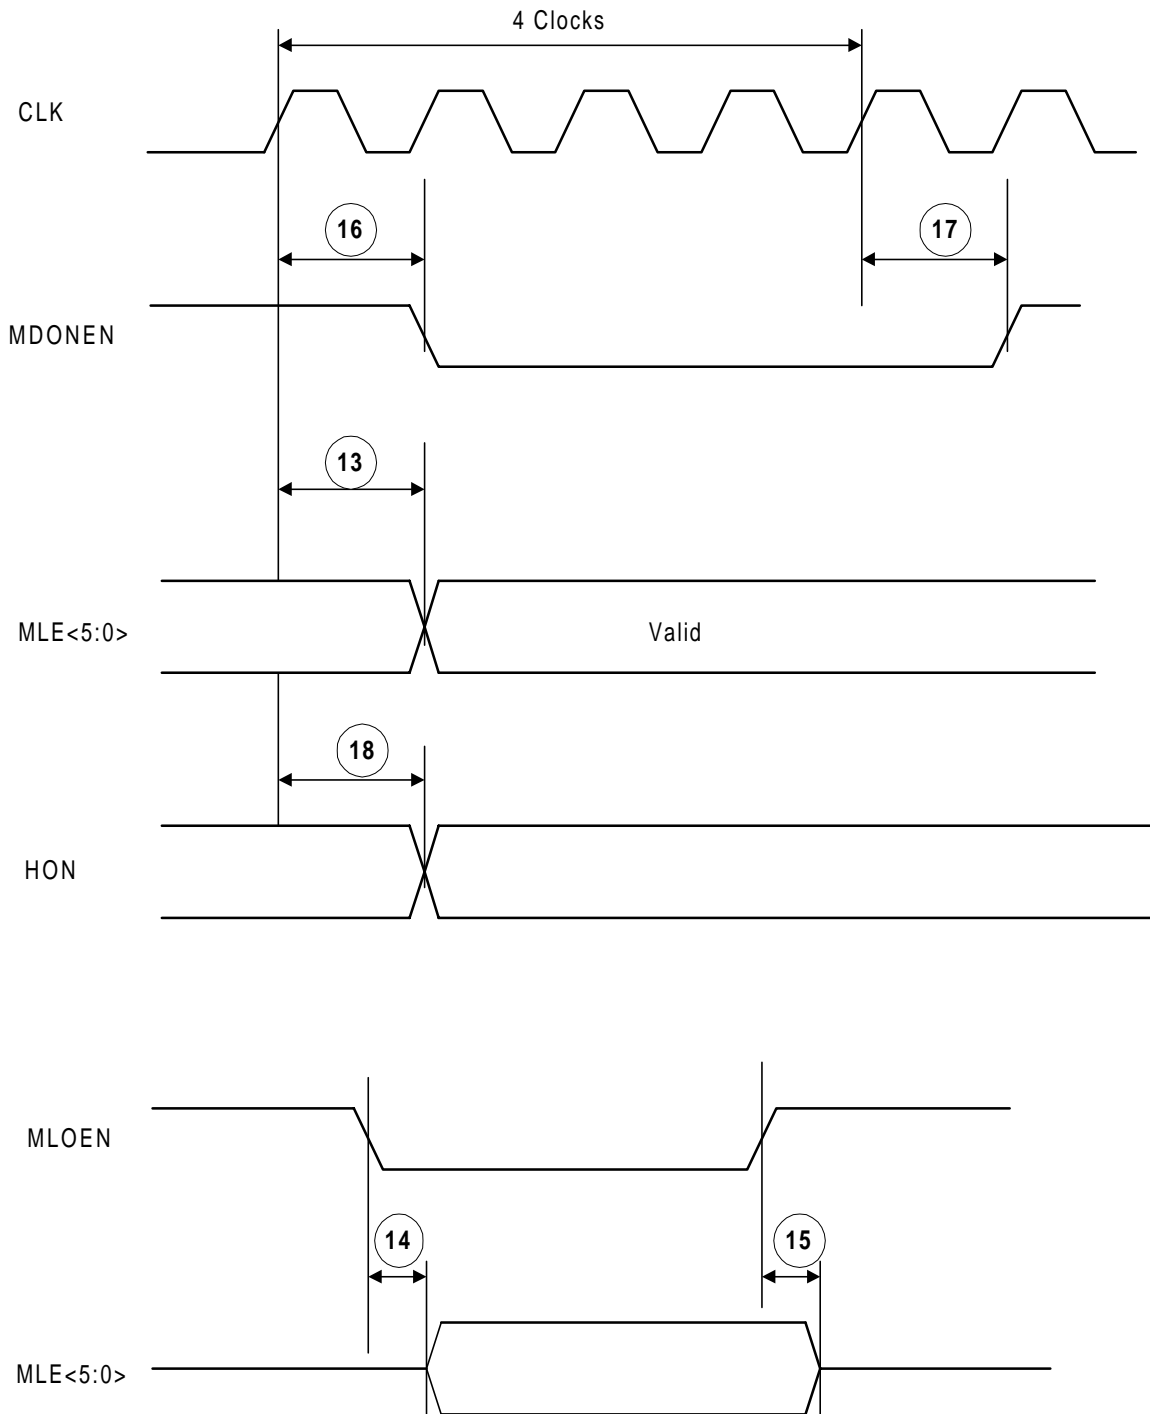 4 Clocks
CLK
16
17
MDONEN
13
MLE<5:0>
Valid
18
HON
MLOEN
14
15
MLE<5:0>